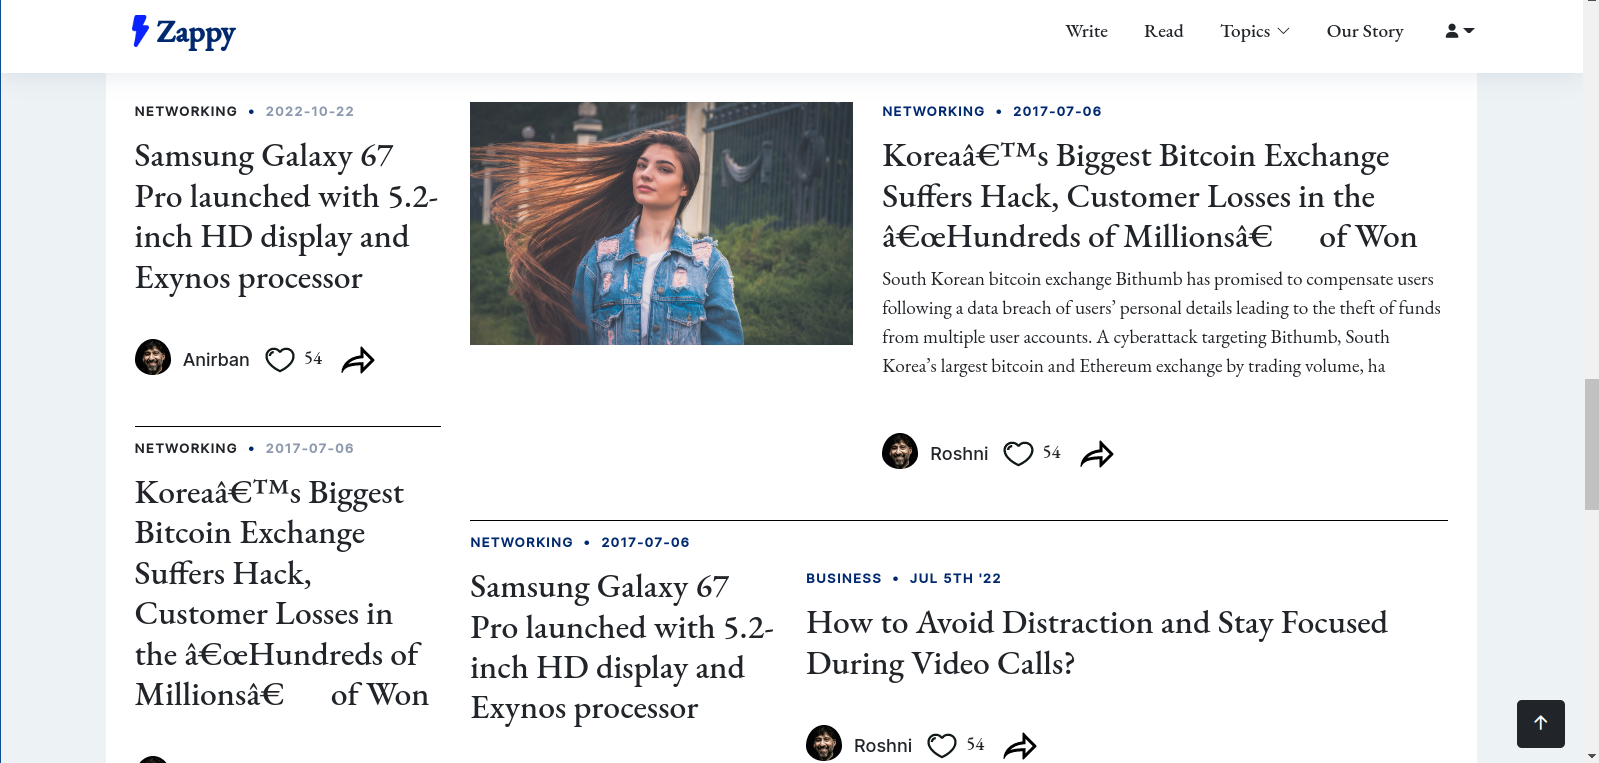 Zappy
Write
Read
Topics
Our Story
NETWORKING • 2022-10-22
Samsung Galaxy 67
Pro launched with 5.2-
inch HD display and
Exynos processor
Anirban
54
NETWORKING • 2017-07-06
Koreaâ€™s Biggest
Bitcoin Exchange
Suffers Hack,
Customer Losses in
the â€œHundreds of
Millionsâ€ of Won
NETWORKING • 2017-07-06
Koreaâ€™s Biggest Bitcoin Exchange
Suffers Hack, Customer Losses in the
â€œHundreds of Millionsâ€ of Won
South Korean bitcoin exchange Bithumb has promised to compensate users
following a data breach of users’ personal details leading to the theft of funds
from multiple user accounts. A cyberattack targeting Bithumb, South
Korea’s largest bitcoin and Ethereum exchange by trading volume, ha
Roshni
54
NETWORKING • 2017-07-06
Samsung Galaxy 67
Pro launched with 5.2-
inch HD display and
Exynos processor
BUSINESS • JUL 5TH '22
How to Avoid Distraction and Stay Focused
During Video Calls?
Roshni
54